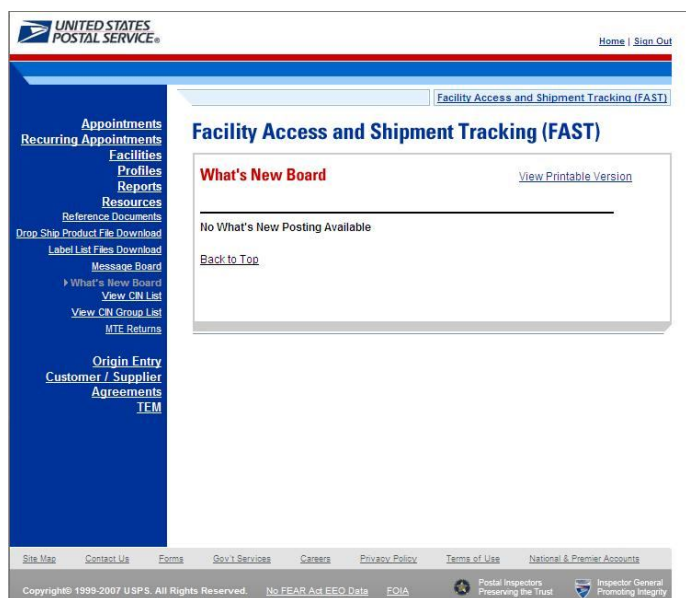 UNITED STATES
POSTAL SERVICE®
Home | Sign Out
Facility Access and Shipment Tracking (FAST)
Appointments
Recurring Appointments
Facilities
Profiles
Reports
Resources
Reference Documents
Drop Ship Product File Download
Label List Files Download
Message Board
What's New Board
View CIN List
View CIN Group List
MTE Returns
Origin Entry
Customer / Supplier
Agreements
TEM
Facility Access and Shipment Tracking (FAST)
What's New Board
View Printable Version
No What's New Posting Available
Back to Top
Site Map Contact Us Forms Gov't Services Careers Privacy Policy Terms of Use National & Premier Accounts
Copyright© 1999-2007 USPS. All Rights Reserved. No FEAR Act EEO Data FOIA
Postal Inspectors
Preserving the Trust
Inspector General
Promoting Integrity